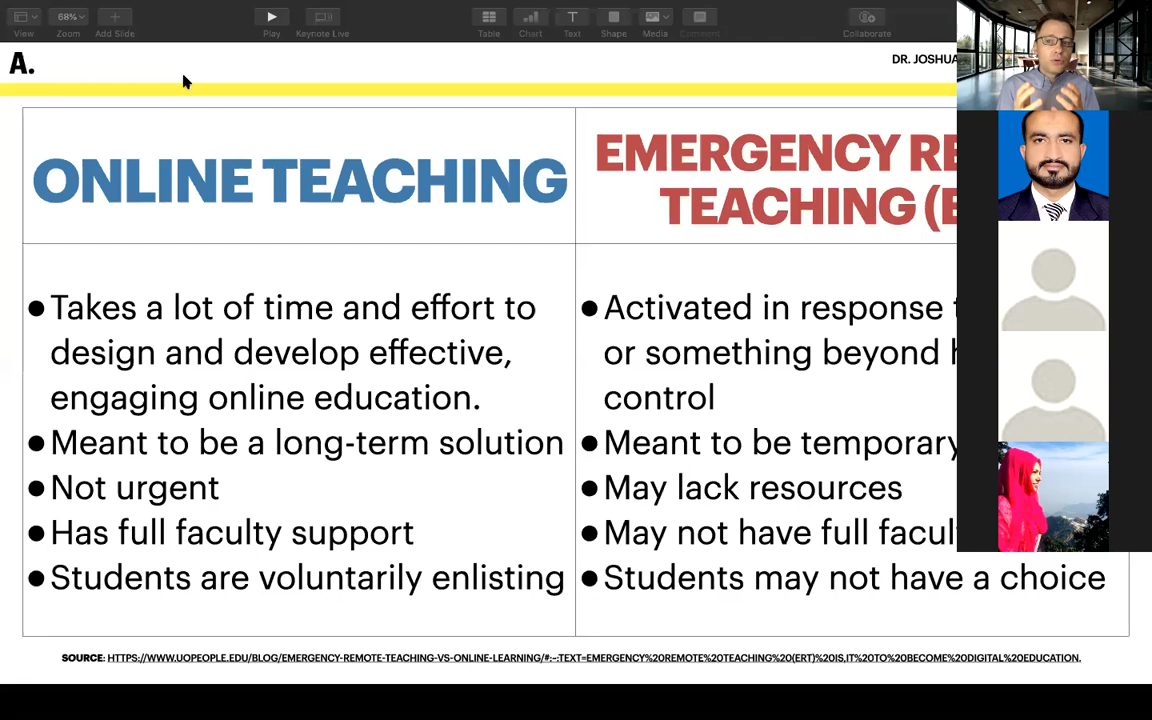 68%
View
Zoom
Add Slide
Play
Keynote Live
Table
Chart
Text
Shape
Media
Comment
Collaborate
A.
DR. JOSHUA
ONLINE TEACHING
EMERGENCY
TEACHING
● Takes a lot of time and effort to
design and develop effective,
engaging online education.
● Meant to be a long-term solution
● Not urgent
● Has full faculty support
● Students are voluntarily enlisting
● Activated in response
or something beyond
control
● Meant to be temporary
● May lack resources
● May not have full
● Students may not have a choice
SOURCE: HTTPS://WWW.UOPEOPLE.EDU/BLOG/EMERGENCY-REMOTE-TEACHING-VS-ONLINE-LEARNING/#:~:TEXT=EMERGENCY%20REMOTE%20TEACHING%20(ERT)%20IS,IT%20TO%20BECOME%20DIGITAL%20EDUCATION.